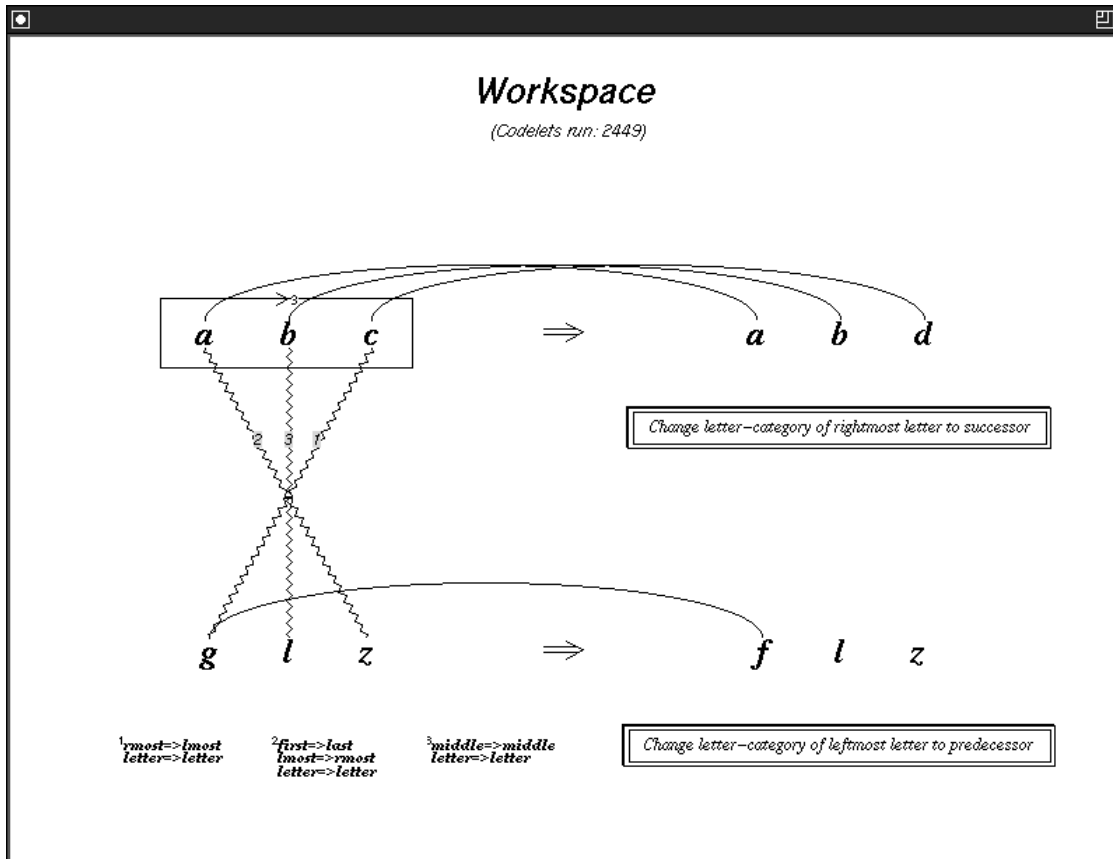 Workspace
(Codelets run: 2449)
3
a b c ⇒ a b d
2 3 1
Change letter–category of rightmost letter to successor
g l z ⇒ f l z
1rmost=>lmost
letter=>letter
2first=>last
lmost=>rmost
letter=>letter
3middle=>middle
letter=>letter
Change letter–category of leftmost letter to predecessor